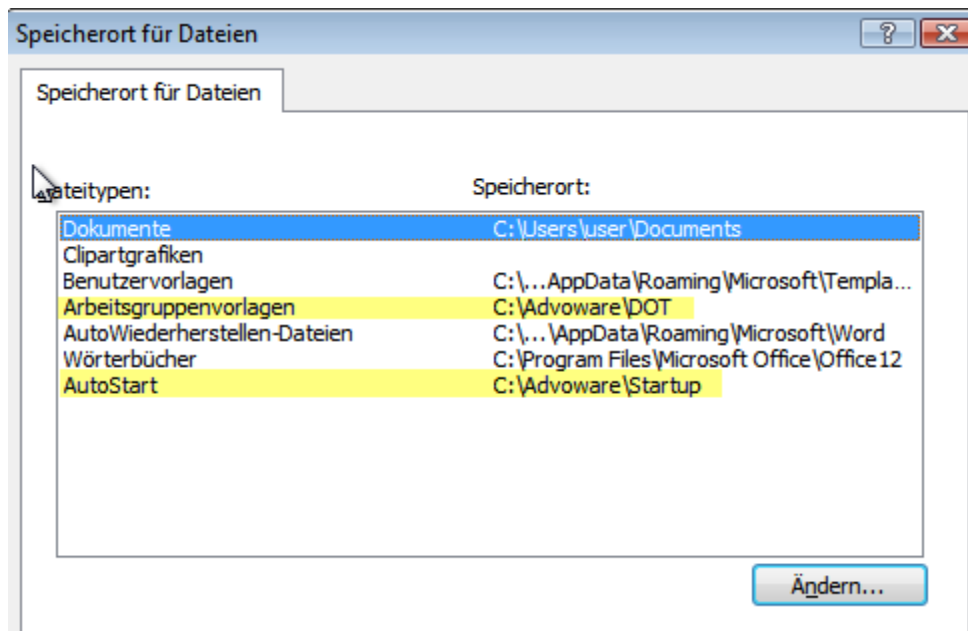 Speicherort für Dateien
Speicherort für Dateien
Dateitypen: Speicherort:
Dokumente C:\Users\user\Documents
Clipartgrafiken
Benutzervorlagen C:\...AppData\Roaming\Microsoft\Templa...
Arbeitsgruppenvorlagen C:\Advoware\DOT
AutoWiederherstellen-Dateien C:\...\AppData\Roaming\Microsoft\Word
Wörterbücher C:\Program Files\Microsoft Office\Office12
AutoStart C:\Advoware\Startup
Ändern...